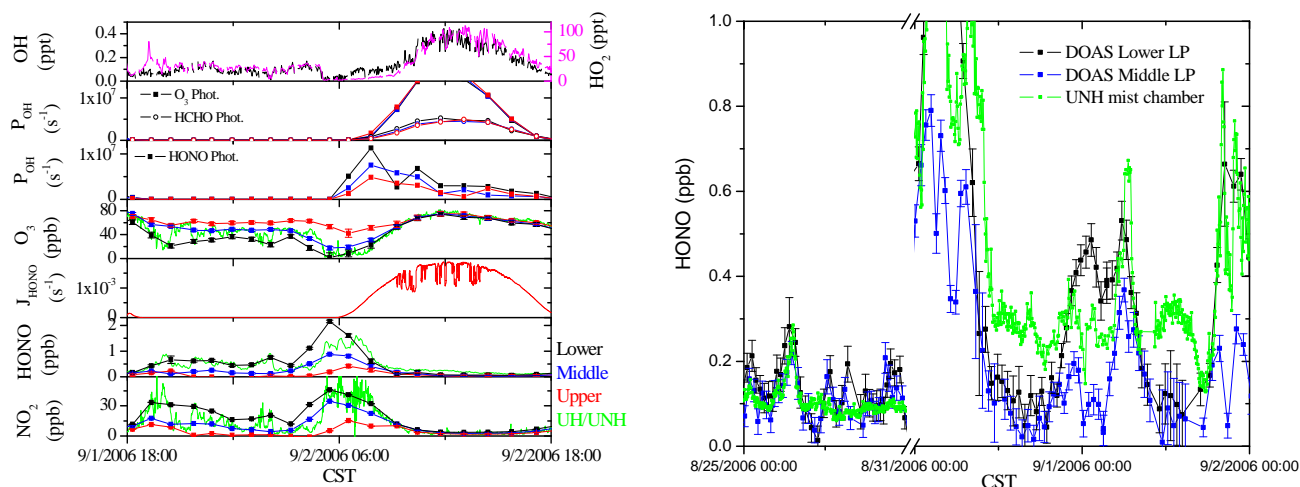 OH
(ppt)
0.4
0.2
0.0
100
50
0
HO2 (ppt)
POH
(s-1)
1x10^7
0
O3 Phot.
HCHO Phot.
POH
(s-1)
1x10^7
0
HONO Phot.
O3
(ppb)
80
40
0
JHONO
(s-1)
1x10^-3
HONO
(ppb)
2
1
0
Lower
Middle
Upper
UH/UNH
NO2
(ppb)
30
0
9/1/2006 18:00
9/2/2006 06:00
9/2/2006 18:00
CST
HONO (ppb)
1.0
0.8
0.6
0.4
0.2
0.0
DOAS Lower LP
DOAS Middle LP
UNH mist chamber
8/25/2006 00:00
8/31/2006 00:00
9/1/2006 00:00
9/2/2006 00:00
CST